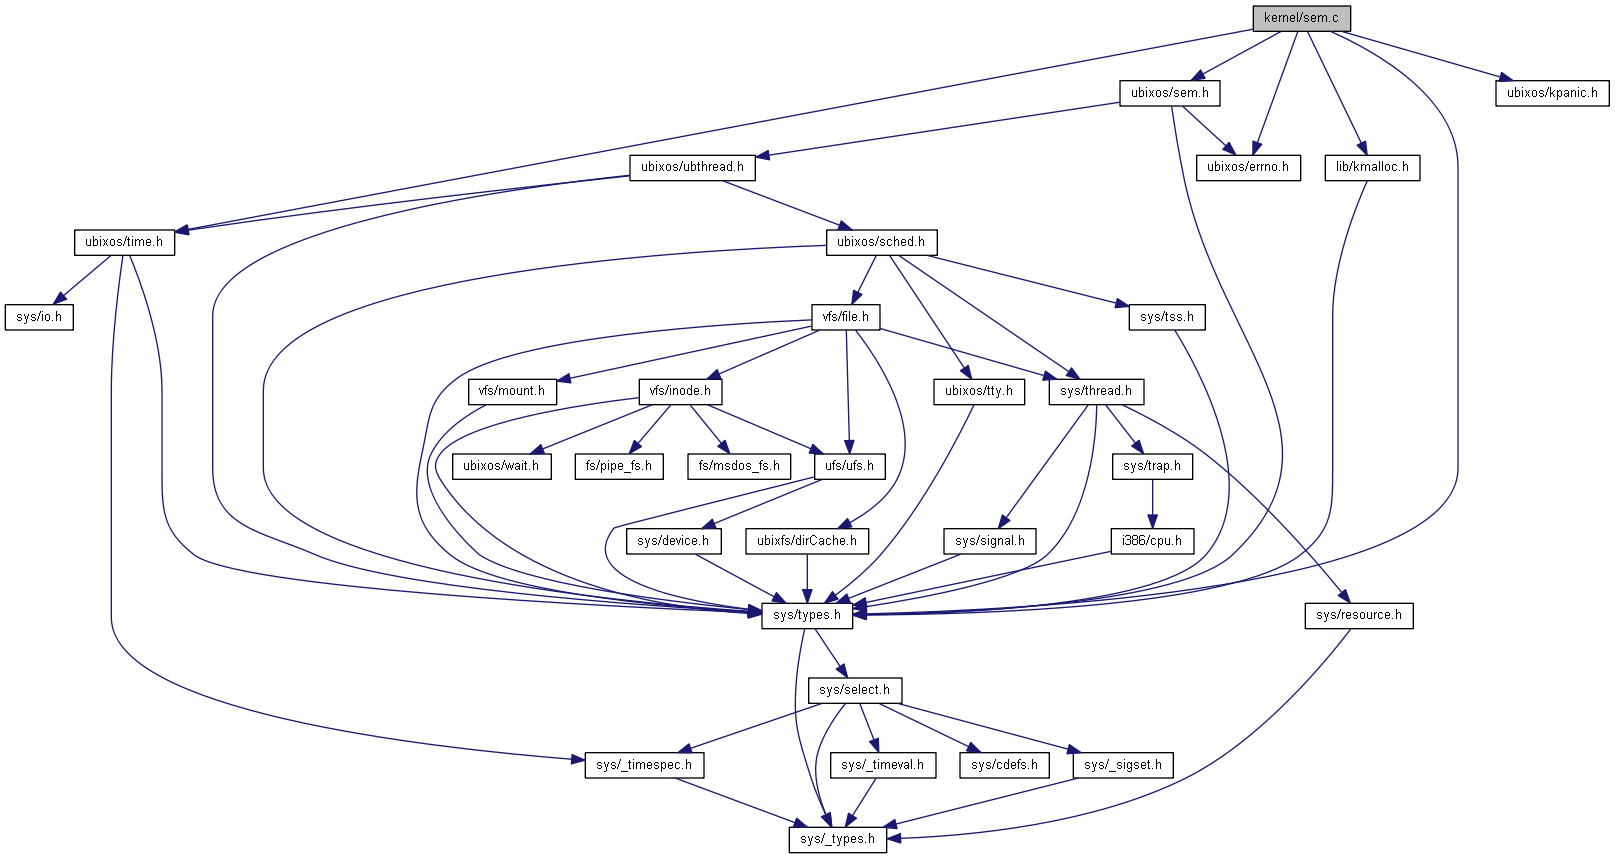 kernel/sem.c
ubixos/sem.h
ubixos/kpanic.h
ubixos/ubthread.h
ubixos/errno.h
lib/kmalloc.h
ubixos/time.h
ubixos/sched.h
sys/io.h
vfs/file.h
sys/tss.h
vfs/mount.h
vfs/inode.h
ubixos/tty.h
sys/thread.h
ubixos/wait.h
fs/pipe_fs.h
fs/msdos_fs.h
ufs/ufs.h
sys/trap.h
sys/device.h
ubixfs/dirCache.h
sys/signal.h
i386/cpu.h
sys/types.h
sys/resource.h
sys/select.h
sys/_timespec.h
sys/_timeval.h
sys/cdefs.h
sys/_sigset.h
sys/_types.h